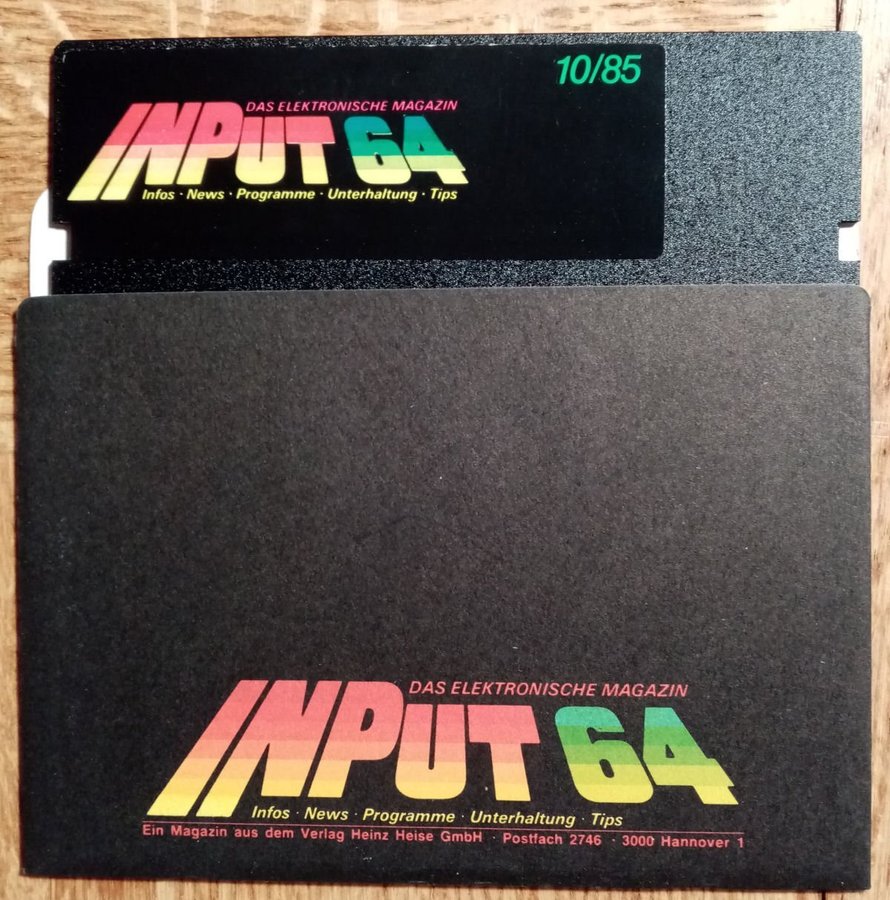 10/85
DAS ELEKTRONISCHE MAGAZIN
INPUT 64
Infos · News · Programme · Unterhaltung · Tips
DAS ELEKTRONISCHE MAGAZIN
INPUT 64
Infos · News · Programme · Unterhaltung · Tips
Ein Magazin aus dem Verlag Heinz Heise GmbH · Postfach 2746 · 3000 Hannover 1